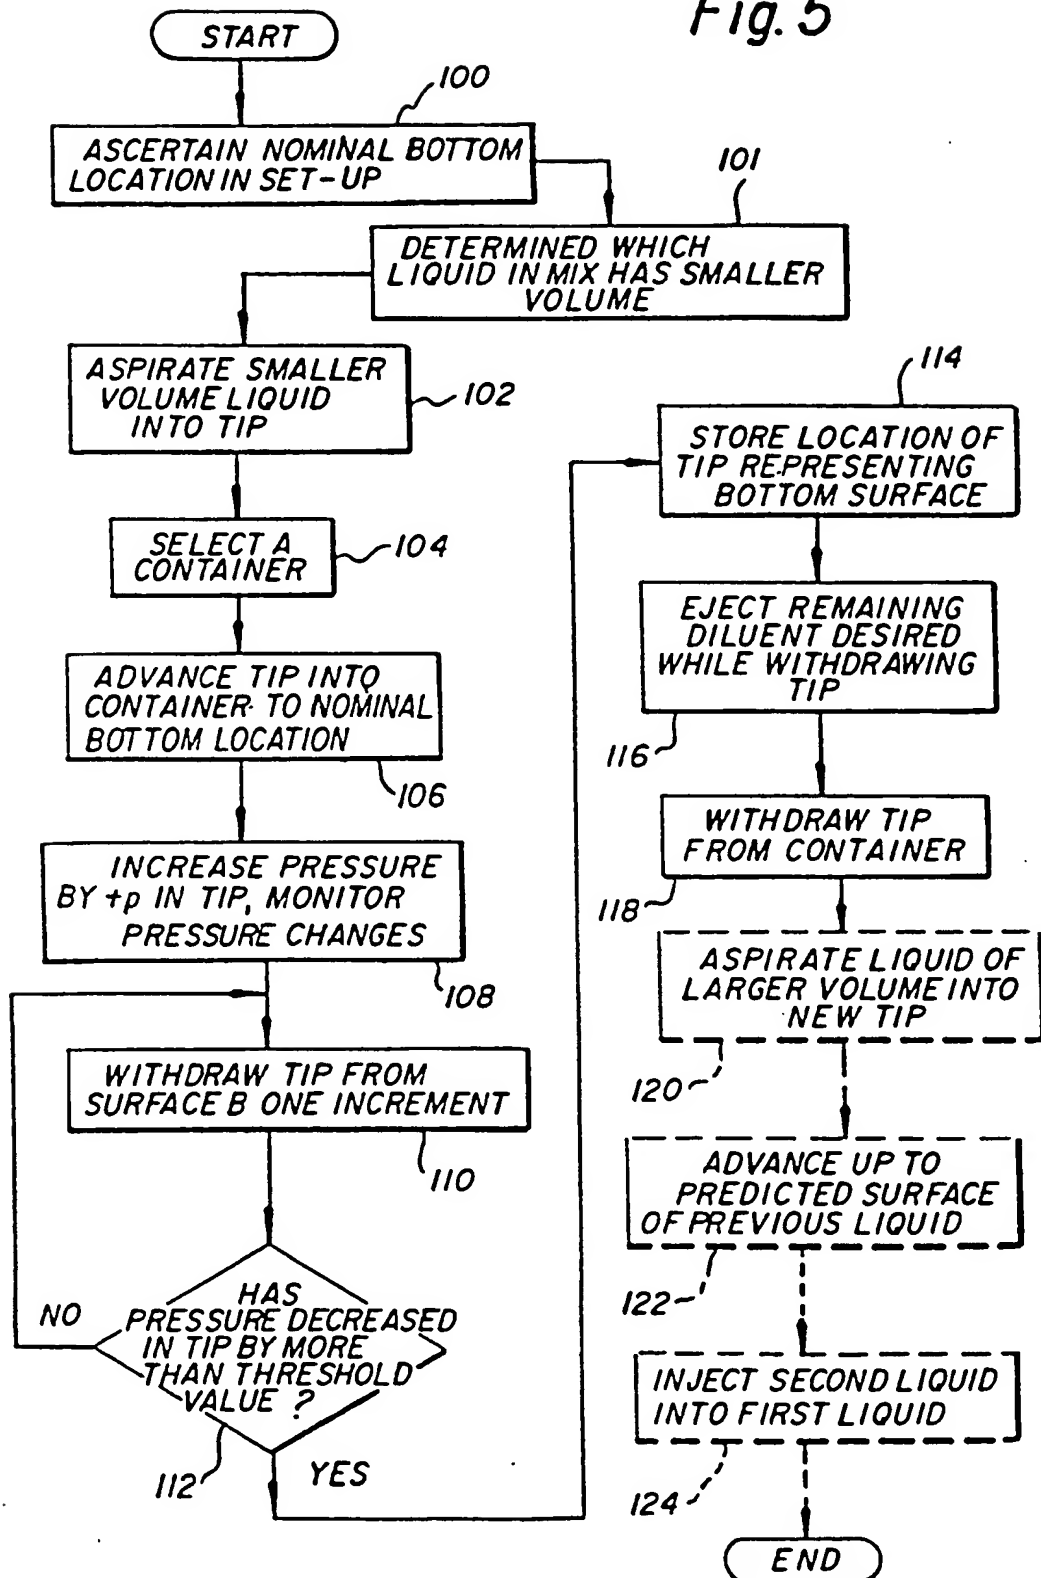 Fig. 5
START
100
ASCERTAIN NOMINAL BOTTOM
LOCATION IN SET-UP
101
DETERMINED WHICH
LIQUID IN MIX HAS SMALLER
VOLUME
ASPIRATE SMALLER
VOLUME LIQUID
INTO TIP
102
SELECT A
CONTAINER
104
ADVANCE TIP INTO
CONTAINER TO NOMINAL
BOTTOM LOCATION
106
INCREASE PRESSURE
BY +p IN TIP, MONITOR
PRESSURE CHANGES
108
WITHDRAW TIP FROM
SURFACE B ONE INCREMENT
110
HAS
PRESSURE DECREASED
IN TIP BY MORE
THAN THRESHOLD
VALUE ?
NO
112
YES
114
STORE LOCATION OF
TIP REPRESENTING
BOTTOM SURFACE
EJECT REMAINING
DILUENT DESIRED
WHILE WITHDRAWING
TIP
116
WITHDRAW TIP
FROM CONTAINER
118
ASPIRATE LIQUID OF
LARGER VOLUME INTO
NEW TIP
120
ADVANCE UP TO
PREDICTED SURFACE
OF PREVIOUS LIQUID
122
INJECT SECOND LIQUID
INTO FIRST LIQUID
124
END